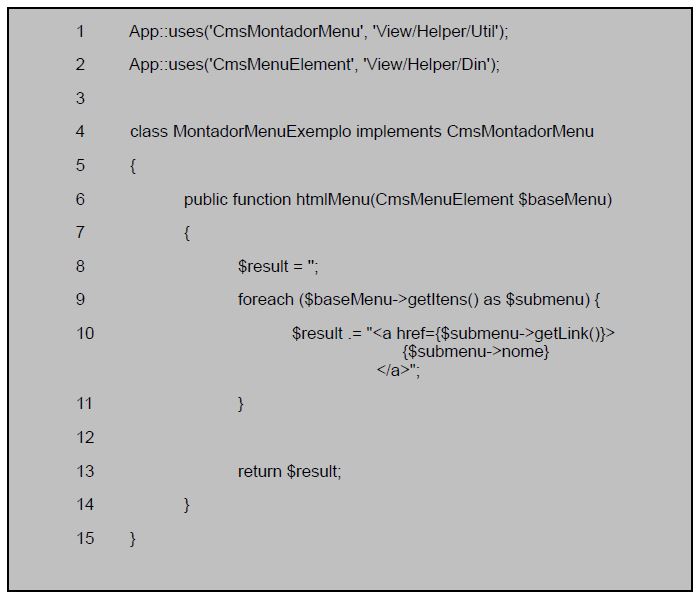 1 App::uses('CmsMontadorMenu', 'View/Helper/Util');
2 App::uses('CmsMenuElement', 'View/Helper/Din');
3
4 class MontadorMenuExemplo implements CmsMontadorMenu
5 {
6 public function htmlMenu(CmsMenuElement $baseMenu)
7 {
8 $result = '';
9 foreach ($baseMenu->getItens() as $submenu) {
10 $result .= "<a href={$submenu->getLink()}>
{$submenu->nome}
</a>";
11 }
12
13 return $result;
14 }
15 }